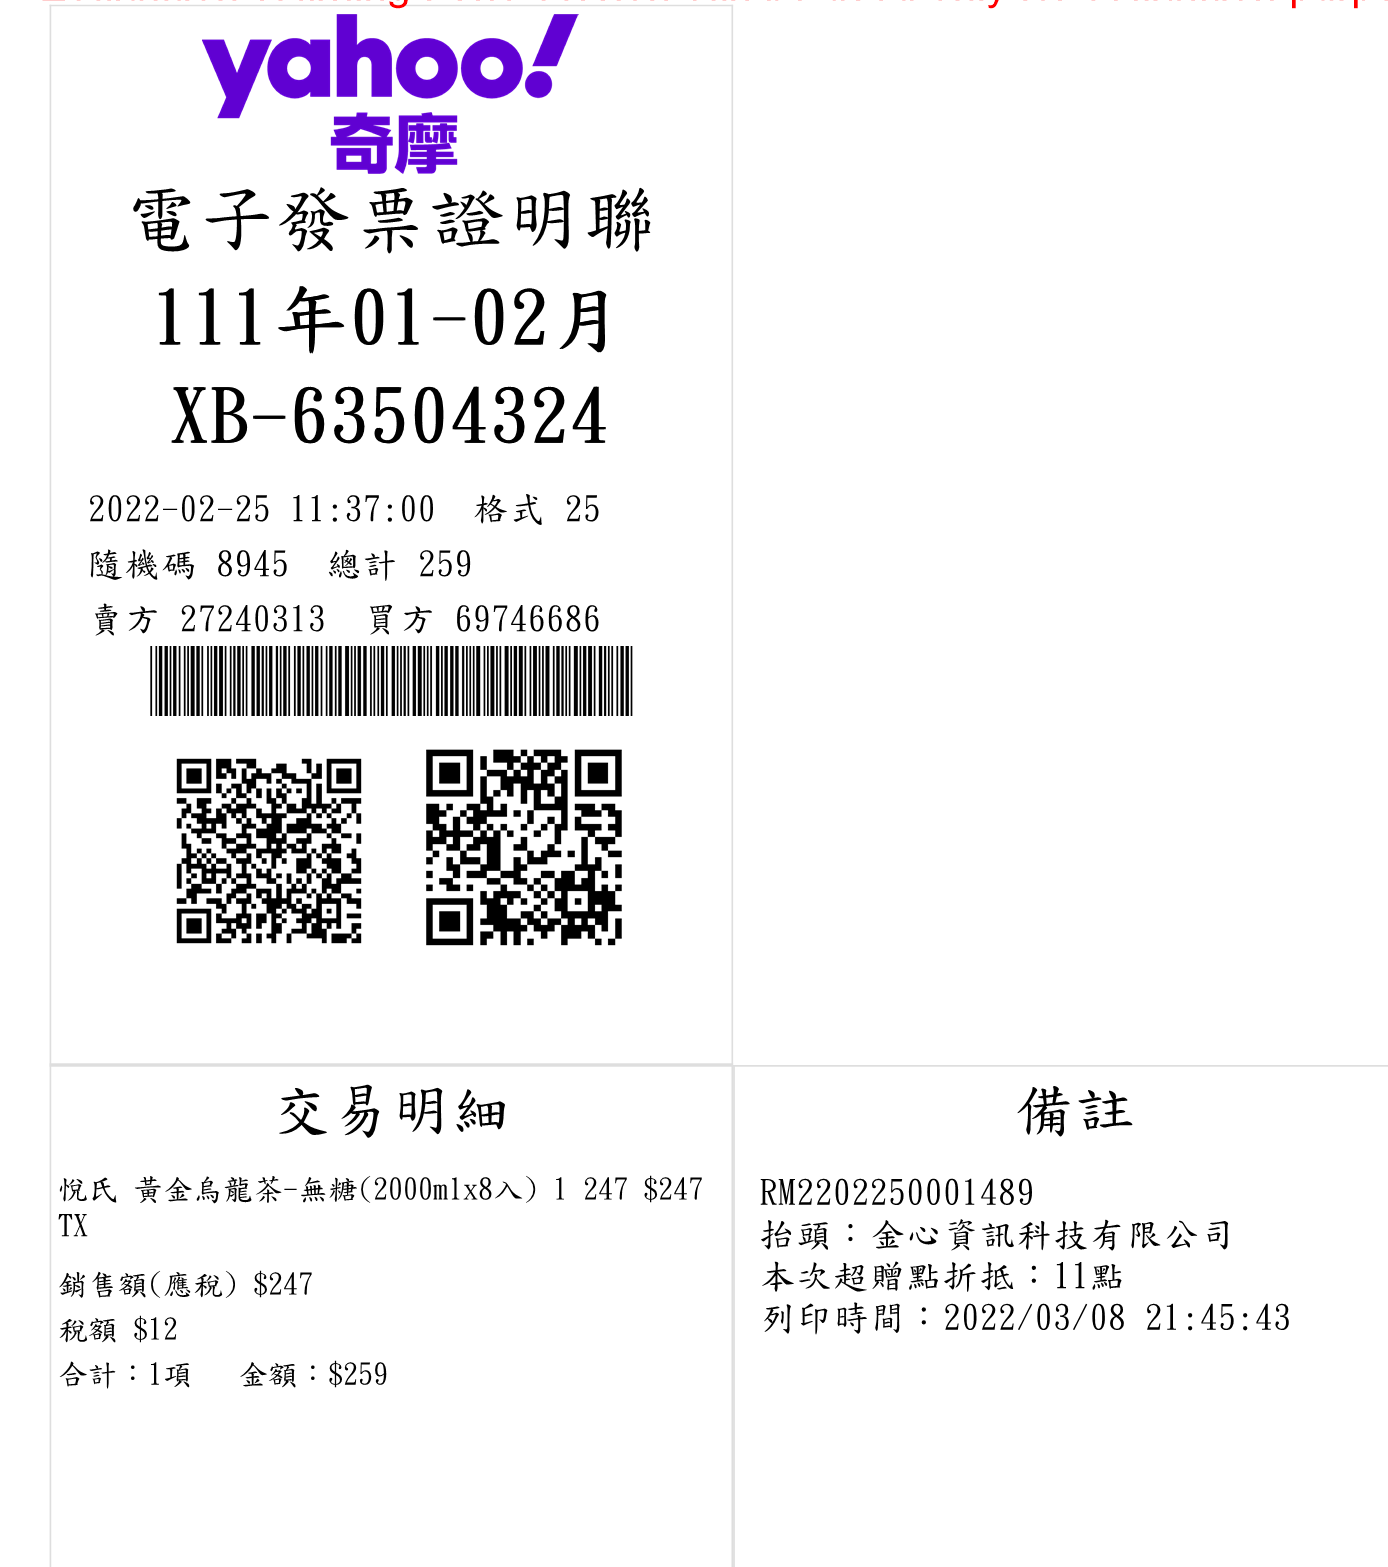 yahoo!
奇摩
電子發票證明聯
111年01-02月
XB-63504324
2022-02-25 11:37:00 格式 25
隨機碼 8945 總計 259
賣方 27240313 買方 69746686
交易明細
悅氏 黃金烏龍茶-無糖(2000mlx8入) 1 247 $247
TX
銷售額(應稅) $247
稅額 $12
合計：1項 金額：$259
備註
RM2202250001489
抬頭：金心資訊科技有限公司
本次超贈點折抵：11點
列印時間：2022/03/08 21:45:43